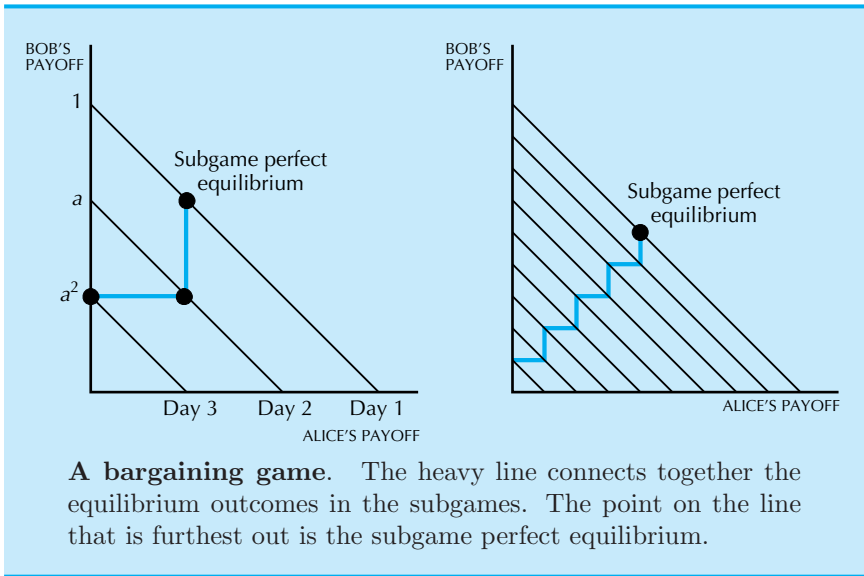 BOB'S
PAYOFF
1
Subgame perfect
equilibrium
a
a²
Day 3 Day 2 Day 1
ALICE'S PAYOFF
BOB'S
PAYOFF
Subgame perfect
equilibrium
ALICE'S PAYOFF
A bargaining game. The heavy line connects together the
equilibrium outcomes in the subgames. The point on the line
that is furthest out is the subgame perfect equilibrium.